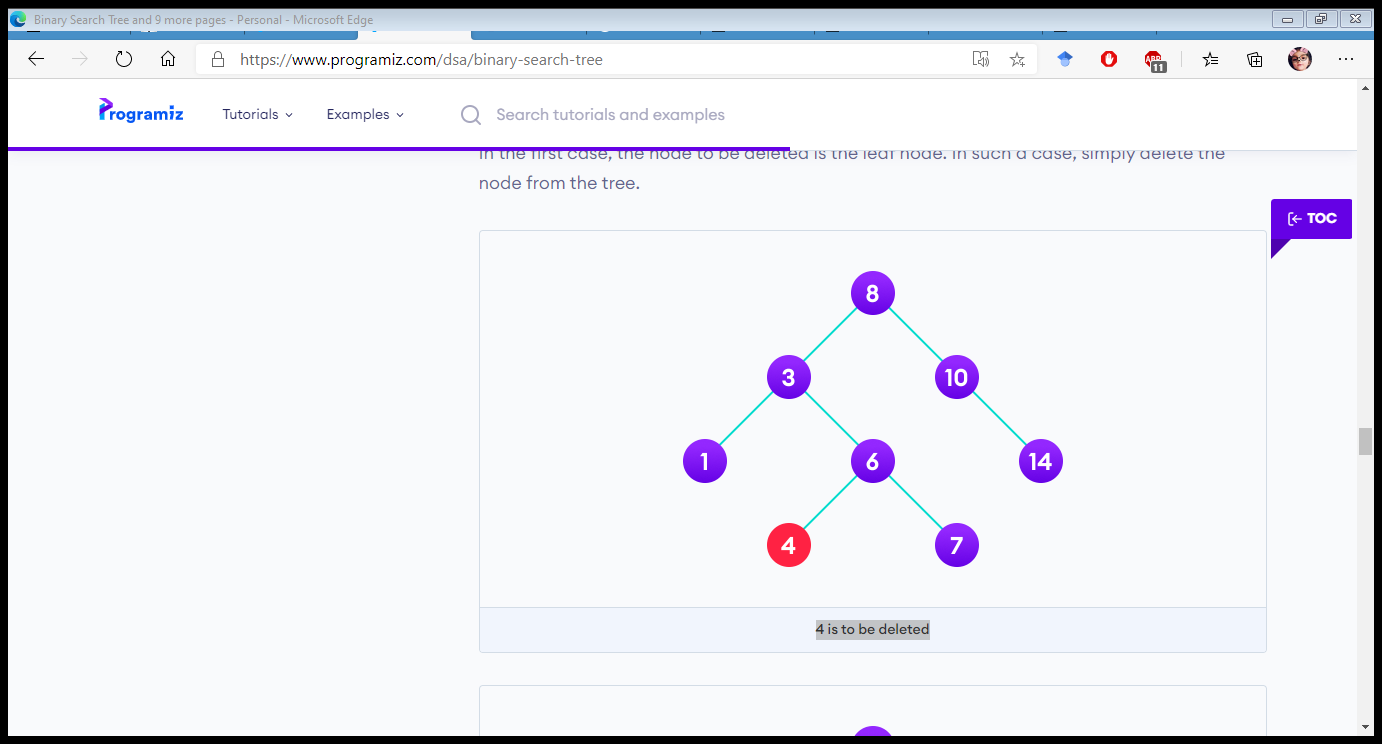 Binary Search Tree and 9 more pages - Personal - Microsoft Edge
https://www.programiz.com/dsa/binary-search-tree
11
Programiz
Tutorials
Examples
Search tutorials and examples
In the first case, the node to be deleted is the leaf node. In such a case, simply delete the
node from the tree.
TOC
8
3 10
1 6 14
4 7
4 is to be deleted